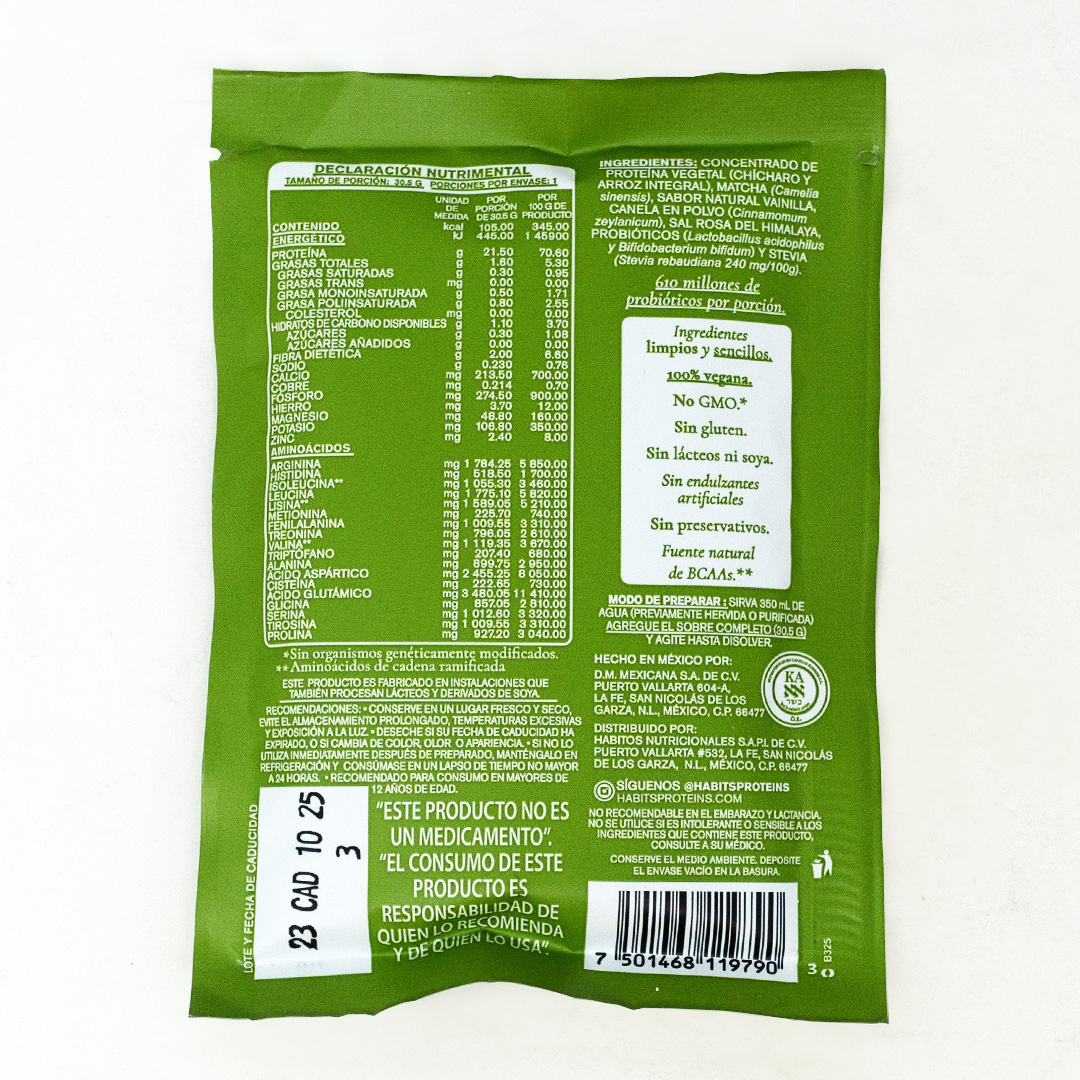 DECLARACIÓN NUTRIMENTAL
TAMAÑO DE PORCIÓN: 30.5 G PORCIONES POR ENVASE: 1
UNIDAD DE MEDIDA POR PORCIÓN DE 30.5 G POR 100 G DE PRODUCTO
CONTENIDO ENERGÉTICO kcal 105.00 345.00
kJ 445.00 1 45900
PROTEÍNA g 21.50 70.60
GRASAS TOTALES g 1.60 5.30
GRASAS SATURADAS g 0.30 0.95
GRASAS TRANS mg 0.00 0.00
GRASA MONOINSATURADA g 0.50 1.71
GRASA POLIINSATURADA g 0.80 2.55
COLESTEROL mg 0.00 0.00
HIDRATOS DE CARBONO DISPONIBLES g 1.10 3.70
AZÚCARES g 0.30 1.08
AZÚCARES AÑADIDOS g 0.00 0.00
FIBRA DIETÉTICA g 2.00 6.60
SODIO g 0.230 0.76
CALCIO mg 213.50 700.00
COBRE mg 0.214 0.70
FÓSFORO mg 274.50 900.00
HIERRO mg 3.70 12.00
MAGNESIO mg 48.80 160.00
POTASIO mg 106.80 350.00
ZINC mg 2.40 8.00
AMINOÁCIDOS
ARGININA mg 1 784.25 5 850.00
HISTIDINA mg 518.50 1 700.00
ISOLEUCINA** mg 1 055.30 3 460.00
LEUCINA mg 1 775.10 5 820.00
LISINA** mg 1 589.05 5 210.00
METIONINA mg 225.70 740.00
FENILALANINA mg 1 009.55 3 310.00
TREONINA mg 796.05 2 610.00
VALINA** mg 1 119.35 3 670.00
TRIPTÓFANO mg 207.40 680.00
ALANINA mg 899.75 2 950.00
ÁCIDO ASPÁRTICO mg 2 455.25 8 050.00
CISTEÍNA mg 222.65 730.00
ÁCIDO GLUTÁMICO mg 3 480.05 11 410.00
GLICINA mg 857.05 2 810.00
SERINA mg 1 012.60 3 320.00
TIROSINA mg 1 009.55 3 310.00
PROLINA mg 927.20 3 040.00
*Sin organismos genéticamente modificados.
**Aminoácidos de cadena ramificada
ESTE PRODUCTO ES FABRICADO EN INSTALACIONES QUE
TAMBIÉN PROCESAN LÁCTEOS Y DERIVADOS DE SOYA.
RECOMENDACIONES: • CONSERVE EN UN LUGAR FRESCO Y SECO,
EVITE EL ALMACENAMIENTO PROLONGADO, TEMPERATURAS EXCESIVAS
Y EXPOSICIÓN A LA LUZ. • DESECHE SI SU FECHA DE CADUCIDAD HA
EXPIRADO, O SI CAMBIA DE COLOR, OLOR O APARIENCIA. • SI NO LO
UTILIZA INMEDIATAMENTE DESPUÉS DE PREPARADO, MANTÉNGALO EN
REFRIGERACIÓN Y CONSÚMASE EN UN LAPSO DE TIEMPO NO MAYOR
A 24 HORAS. • RECOMENDADO PARA CONSUMO EN MAYORES DE
12 AÑOS DE EDAD.
LOTE Y FECHA DE CADUCIDAD
23 CAD 10 25
3
"ESTE PRODUCTO NO ES
UN MEDICAMENTO".
"EL CONSUMO DE ESTE
PRODUCTO ES
RESPONSABILIDAD DE
QUIEN LO RECOMIENDA
Y DE QUIEN LO USA".
INGREDIENTES: CONCENTRADO DE
PROTEÍNA VEGETAL (CHÍCHARO Y
ARROZ INTEGRAL), MATCHA (Camelia
sinensis), SABOR NATURAL VAINILLA,
CANELA EN POLVO (Cinnamomum
zeylanicum), SAL ROSA DEL HIMALAYA,
PROBIÓTICOS (Lactobacillus acidophilus
y Bifidobacterium bifidum) Y STEVIA
(Stevia rebaudiana 240 mg/100g).
610 millones de
probióticos por porción.
Ingredientes
limpios y sencillos.
100% vegana.
No GMO.*
Sin gluten.
Sin lácteos ni soya.
Sin endulzantes
artificiales
Sin preservativos.
Fuente natural
de BCAAs.**
MODO DE PREPARAR : SIRVA 350 mL DE
AGUA (PREVIAMENTE HERVIDA O PURIFICADA)
AGREGUE EL SOBRE COMPLETO (30.5 G)
Y AGITE HASTA DISOLVER.
HECHO EN MÉXICO POR:
D.M. MEXICANA S.A. DE C.V.
PUERTO VALLARTA 604-A,
LA FE, SAN NICOLÁS DE LOS
GARZA, N.L., MÉXICO, C.P. 66477
KA
כשר
DISTRIBUIDO POR:
HABITOS NUTRICIONALES S.A.P.I. DE C.V.
PUERTO VALLARTA #532, LA FE, SAN NICOLÁS
DE LOS GARZA, N.L., MÉXICO, C.P. 66477
SÍGUENOS @HABITSPROTEINS
HABITSPROTEINS.COM
NO RECOMENDABLE EN EL EMBARAZO Y LACTANCIA.
NO SE UTILICE SI ES INTOLERANTE O SENSIBLE A LOS
INGREDIENTES QUE CONTIENE ESTE PRODUCTO,
CONSULTE A SU MÉDICO.
CONSERVE EL MEDIO AMBIENTE. DEPOSITE
EL ENVASE VACÍO EN LA BASURA.
7 501468 119790
3
B325